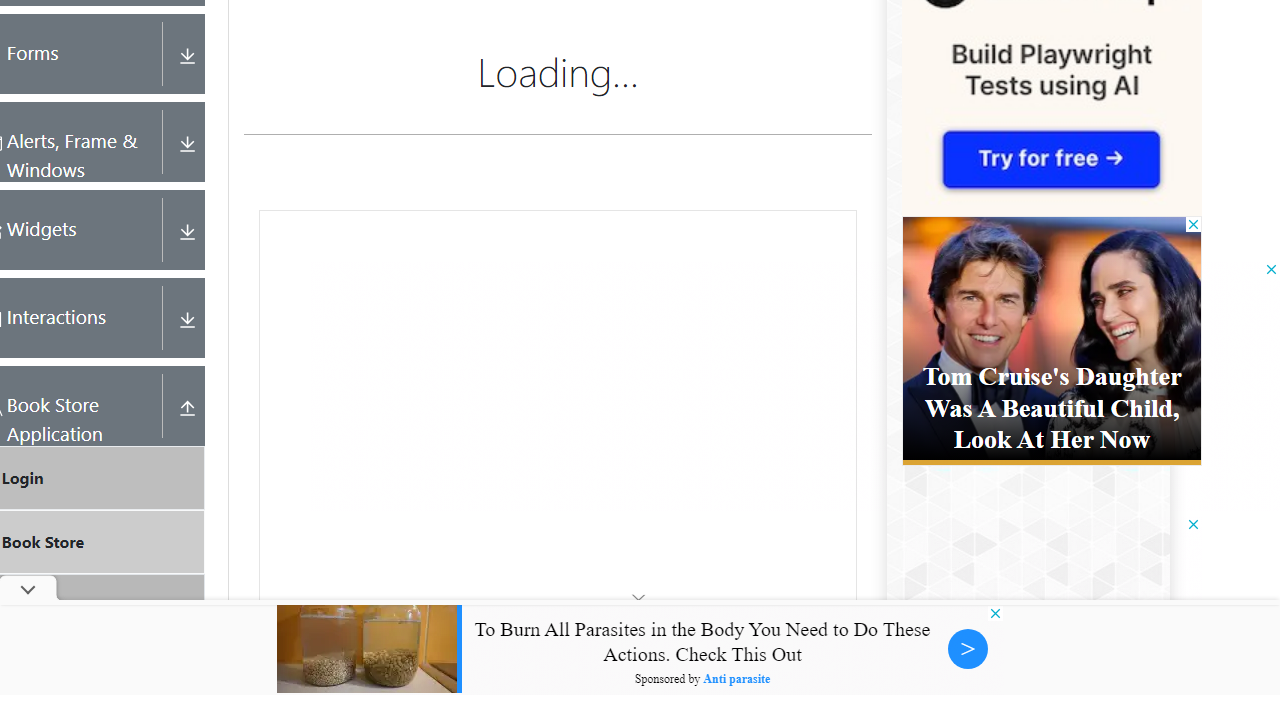 Forms
Alerts, Frame &
Windows
Widgets
Interactions
Book Store
Application
Login
Book Store
Loading...
Build Playwright
Tests using AI
Try for free →
Tom Cruise's Daughter
Was A Beautiful Child,
Look At Her Now
To Burn All Parasites in the Body You Need to Do These
Actions. Check This Out
Sponsored by Anti parasite